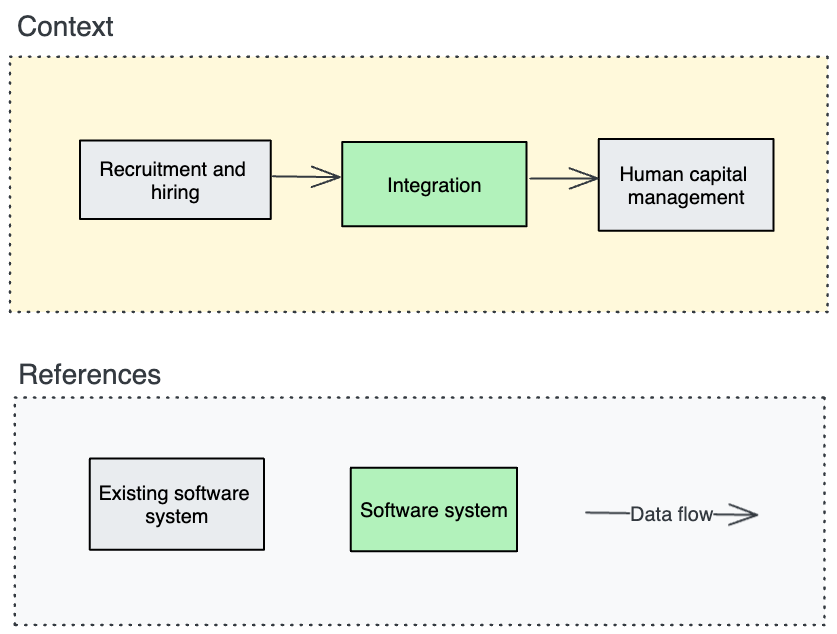 Context
Recruitment and
hiring
Integration
Human capital
management
References
Existing software
system
Software system
Data flow